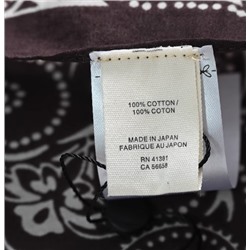 100% COTTON /
100% COTON
MADE IN JAPAN
FABRIQUE AU JAPON
RN 41381
CA 56658